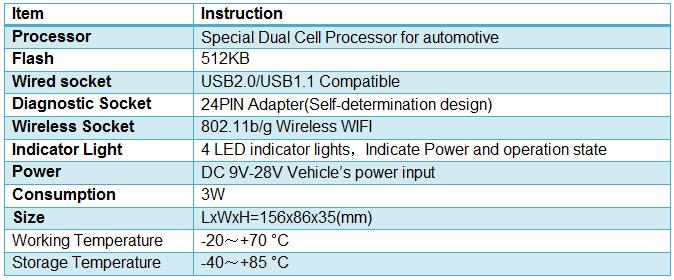 Item Instruction
Processor Special Dual Cell Processor for automotive
Flash 512KB
Wired socket USB2.0/USB1.1 Compatible
Diagnostic Socket 24PIN Adapter(Self-determination design)
Wireless Socket 802.11b/g Wireless WIFI
Indicator Light 4 LED indicator lights，Indicate Power and operation state
Power DC 9V-28V Vehicle’s power input
Consumption 3W
Size LxWxH=156x86x35(mm)
Working Temperature -20～+70 °C
Storage Temperature -40～+85 °C